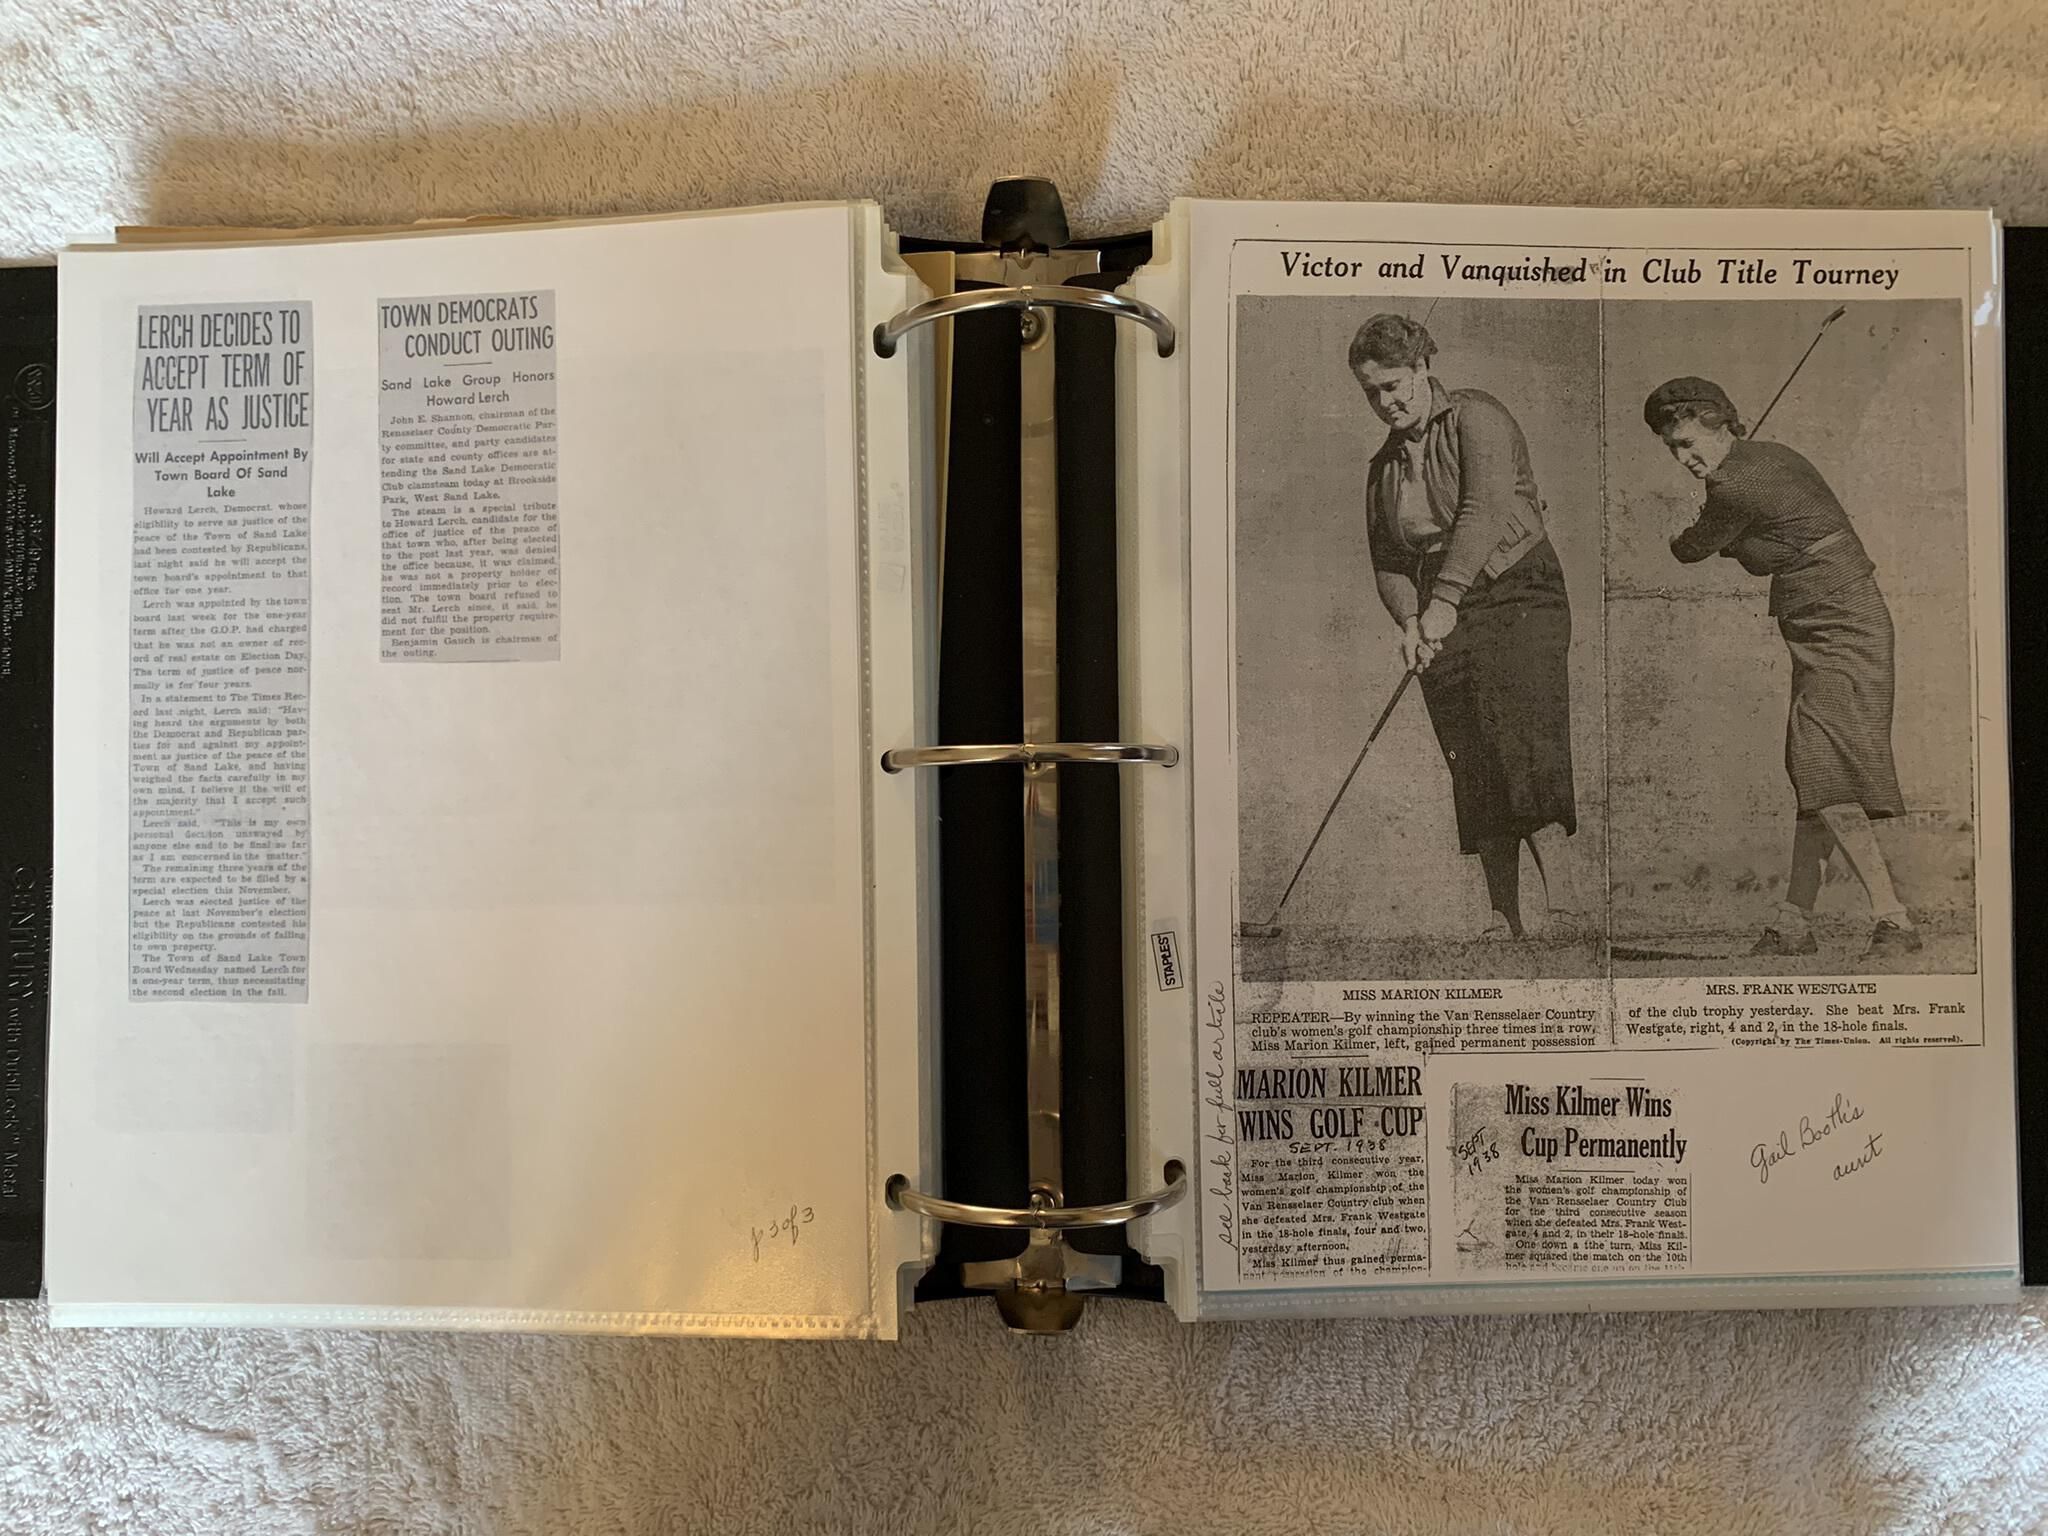 LERCH DECIDES TO
ACCEPT TERM OF
YEAR AS JUSTICE
Will Accept Appointment By
Town Board Of Sand
Lake
Howard Lerch, Democrat, whose
eligibility to serve as justice of the
peace of the Town of Sand Lake
had been contested by Republicans,
last night said he will accept the
town board's appointment to that
office for one year.
Lerch was appointed by the town
board last week for the one-year
term after the G.O.P. had charged
that he was not an owner of rec-
ord of real estate on Election Day.
The term of justice of peace nor-
mally is for four years.
In a statement to The Times Rec-
ord last night, Lerch said: "Hav-
ing heard the arguments by both
the Democrat and Republican par-
ties for and against my appoint-
ment as justice of the peace of the
Town of Sand Lake, and having
weighed the facts carefully in my
own mind, I believe it the will of
the majority that I accept such
appointment."
Lerch said, "This is my own
personal decision unswayed by
anyone else and to be final so far
as I am concerned in the matter."
The remaining three years of the
term are expected to be filled by a
special election this November.
Lerch was elected justice of the
peace at last November's election
but the Republicans contested his
eligibility on the grounds of failing
to own property.
The Town of Sand Lake Town
Board Wednesday named Lerch for
a one-year term, thus necessitating
the second election in the fall.
TOWN DEMOCRATS
CONDUCT OUTING
Sand Lake Group Honors
Howard Lerch
John E. Shannon, chairman of the
Rensselaer County Democratic Par-
ty committee, and party candidates
for state and county offices are at-
tending the Sand Lake Democratic
Club clamsteam today at Brookside
Park, West Sand Lake.
The steam is a special tribute
to Howard Lerch, candidate for the
office of justice of the peace of
that town who, after being elected
to the post last year, was denied
the office because, it was claimed,
he was not a property holder of
record immediately prior to elec-
tion. The town board refused to
seat Mr. Lerch since, it said, he
did not fulfill the property require-
ment for the position.
Benjamin Gauch is chairman of
the outing.
p 3 of 3
STAPLES
Victor and Vanquished in Club Title Tourney
MISS MARION KILMER
MRS. FRANK WESTGATE
REPEATER—By winning the Van Rensselaer Country
club's women's golf championship three times in a row,
Miss Marion Kilmer, left, gained permanent possession
of the club trophy yesterday. She beat Mrs. Frank
Westgate, right, 4 and 2, in the 18-hole finals.
(Copyright by The Times-Union. All rights reserved).
see back for full article
MARION KILMER
WINS GOLF CUP
SEPT. 1938
For the third consecutive year,
Miss Marion Kilmer won the
women's golf championship of the
Van Rensselaer Country club when
she defeated Mrs. Frank Westgate
in the 18-hole finals, four and two,
yesterday afternoon.
Miss Kilmer thus gained perma-
nent possession of the champion-
SEPT
1938
Miss Kilmer Wins
Cup Permanently
Miss Marion Kilmer today won
the women's golf championship of
the Van Rensselaer Country Club
for the third consecutive season
when she defeated Mrs. Frank West-
gate, 4 and 2, in their 18-hole finals.
One down a the turn, Miss Kil-
mer squared the match on the 10th
Gail Booth's
aunt
CENTURY with DublLock Metal